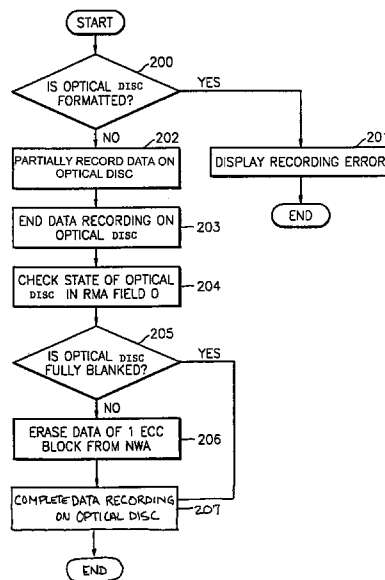 START
200
IS OPTICAL DISC
FORMATTED?
YES
NO
202
PARTIALLY RECORD DATA ON
OPTICAL DISC
201
DISPLAY RECORDING ERROR
END
END DATA RECORDING ON
OPTICAL DISC
203
CHECK STATE OF OPTICAL
DISC IN RMA FIELD 0
204
205
IS OPTICAL DISC
FULLY BLANKED?
YES
NO
ERASE DATA OF 1 ECC
BLOCK FROM NWA
206
COMPLETE DATA RECORDING
ON OPTICAL DISC
207
END